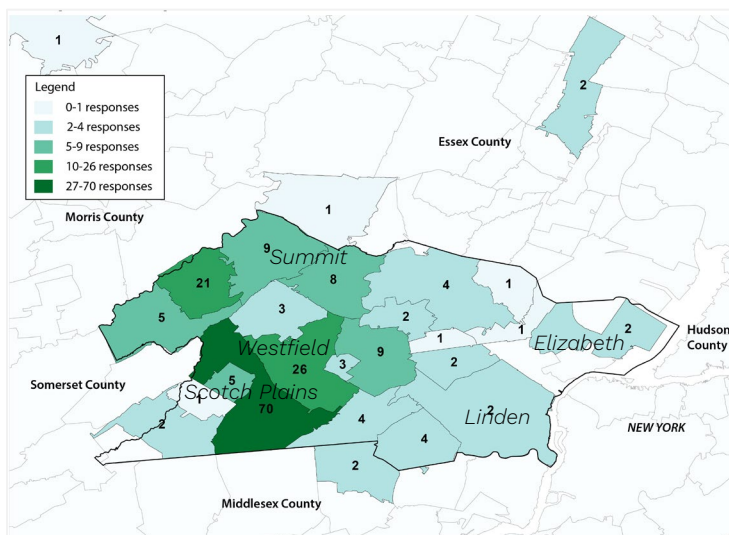 1
2
Legend
0-1 responses
2-4 responses
5-9 responses
10-26 responses
27-70 responses
Essex County
Morris County
1
9
Summit
8
21
4
1
3
5
2
1
1
2
Elizabeth
Hudson
County
Westfield
9
3
2
26
Somerset County
5
Scotch Plains
1
70
2
Linden
4
2
4
NEW YORK
2
Middlesex County